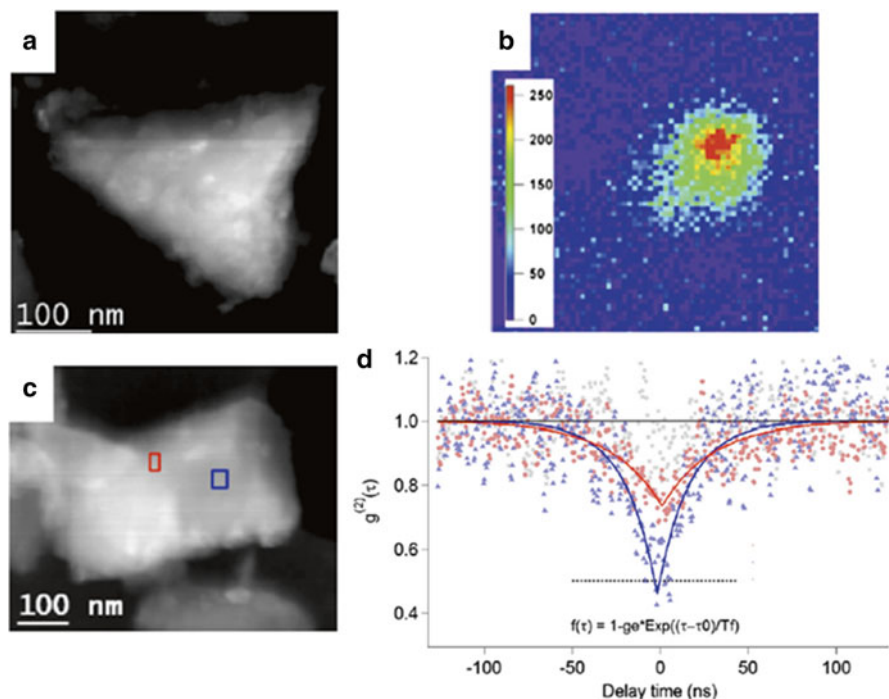 a
100 nm
b
250
200
150
100
50
0
c
100 nm
d
1.2
1.0
0.8
0.6
0.4
g(2)(τ)
f(τ) = 1-ge*Exp((τ-τ0)/Tf)
-100
-50
0
50
100
Delay time (ns)